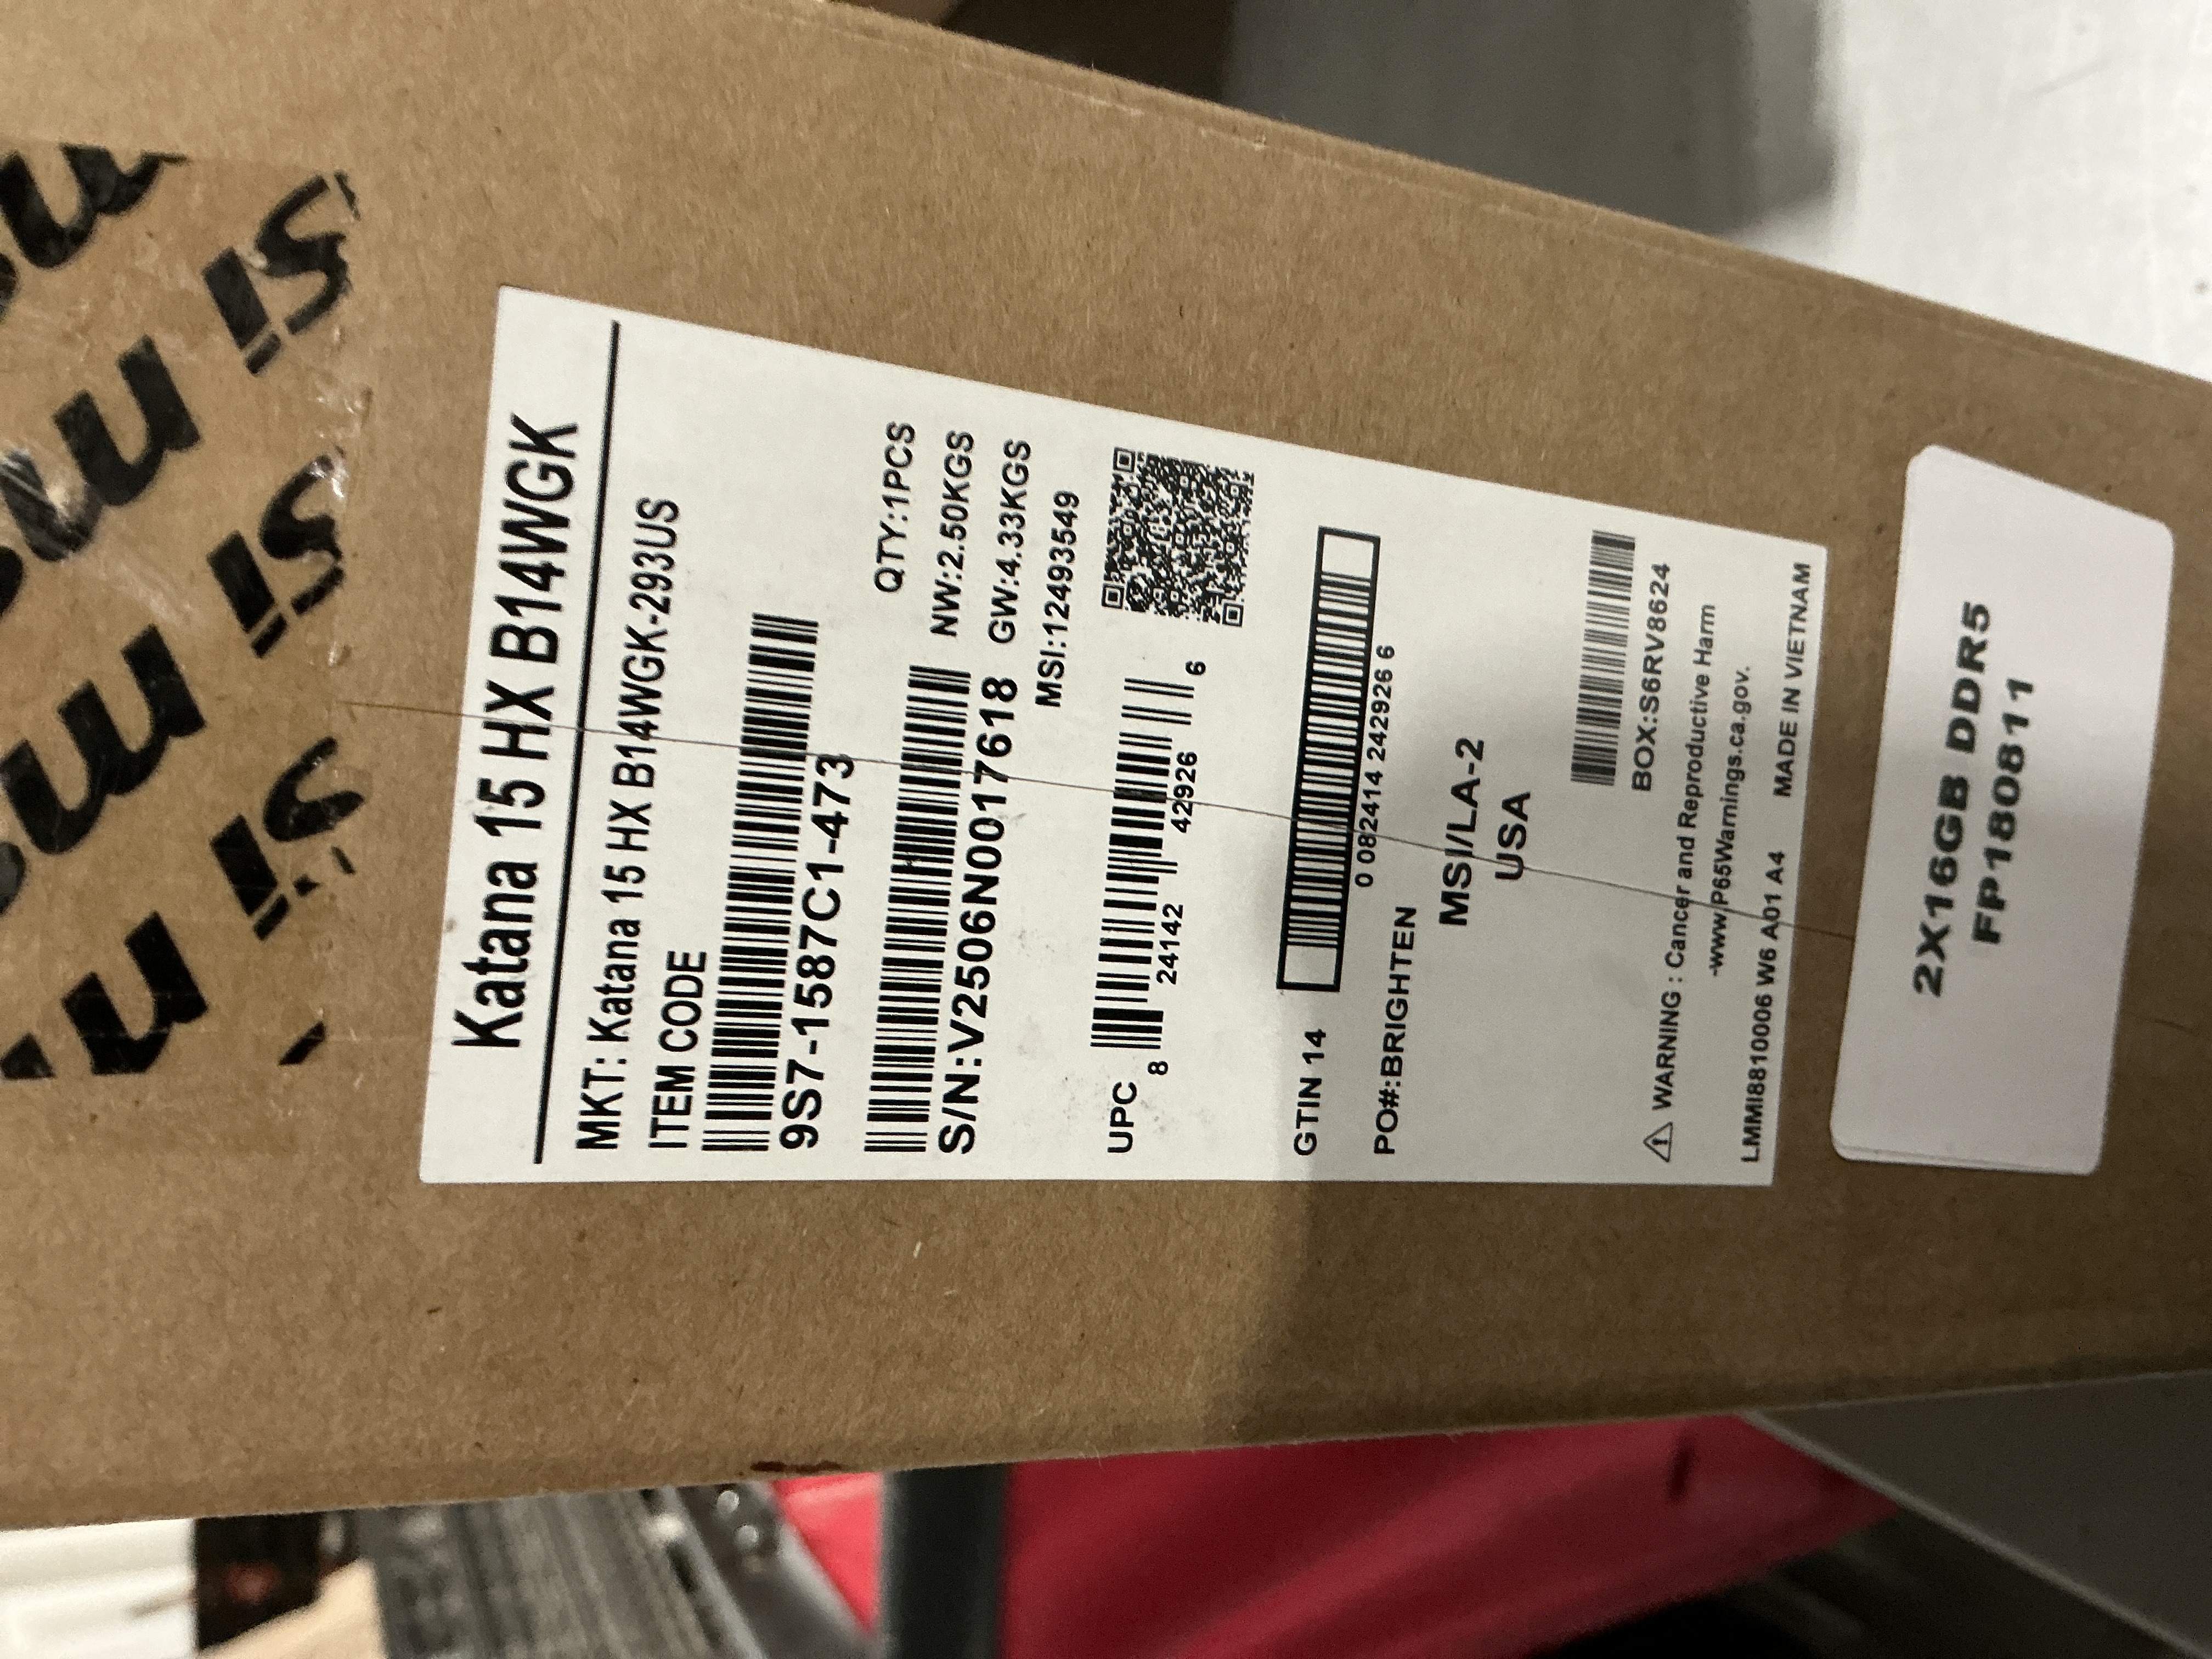 Katana 15 HX B14WGK
MKT: Katana 15 HX B14WGK-293US
ITEM CODE
9S7-1587C1-473
QTY:1PCS
NW:2.50KGS
S/N:V2506N0017618 GW:4.33KGS
MSI:12493549
UPC
8 24142 42926 6
GTIN 14
0 082414 242926 6
PO#:BRIGHTEN
MSI/LA-2
USA
BOX:S6RV8624
WARNING : Cancer and Reproductive Harm
-www.P65Warnings.ca.gov.
LMMI8810006 W6 A01 A4 MADE IN VIETNAM
2X16GB DDR5
FP180811
msi
msi
msi